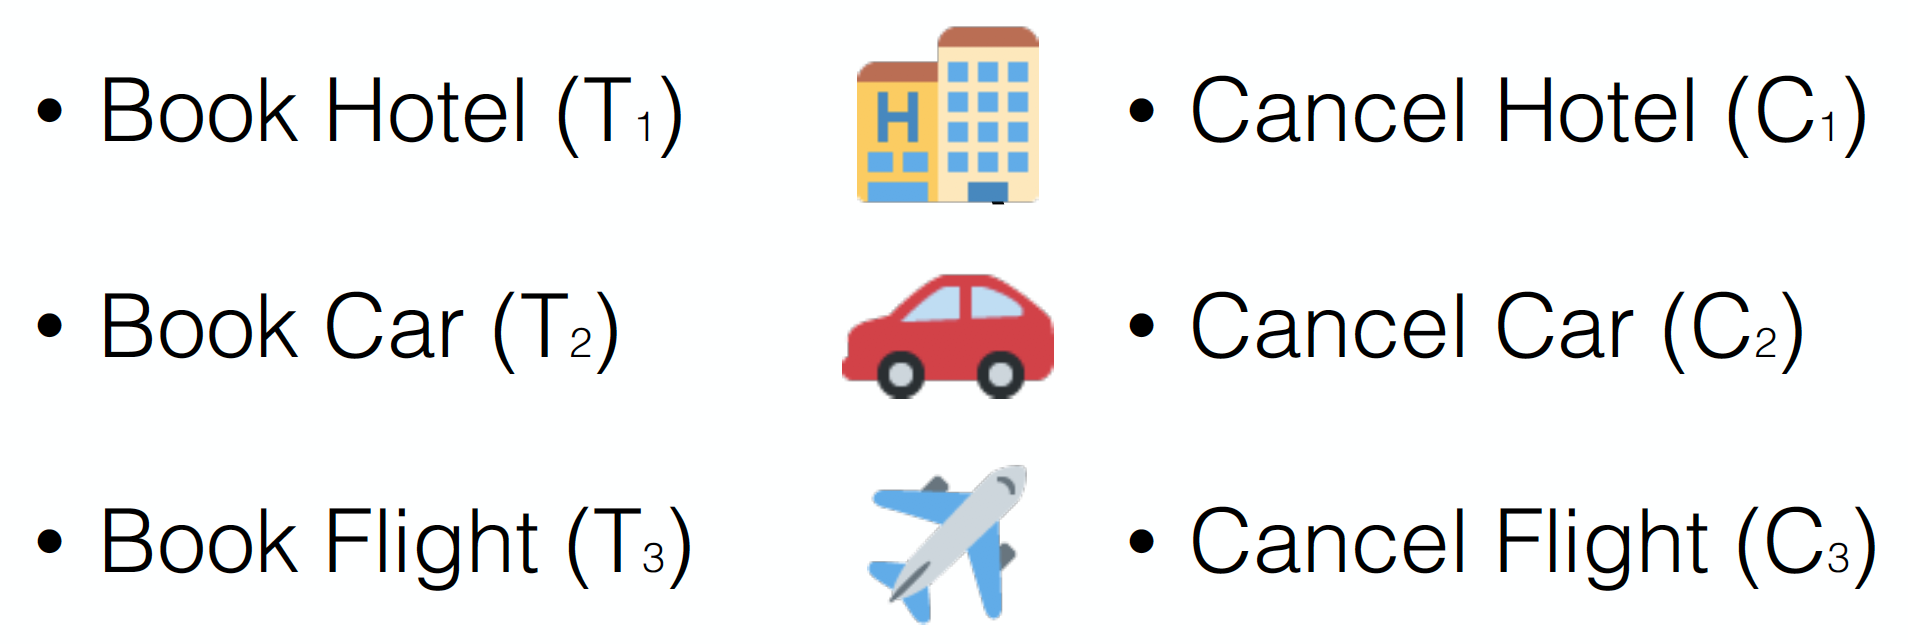 • Book Hotel (T₁)
H
• Cancel Hotel (C₁)
• Book Car (T₂)
• Cancel Car (C₂)
• Book Flight (T₃)
• Cancel Flight (C₃)